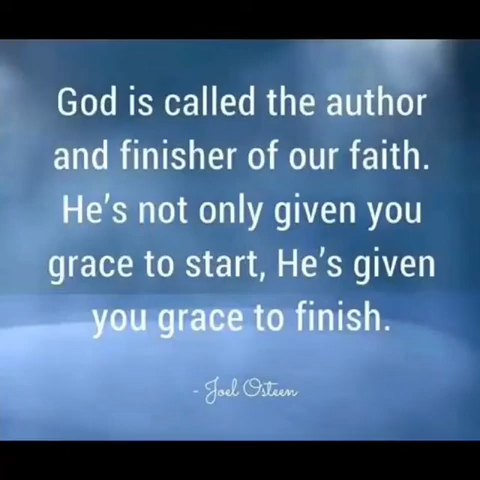 God is called the author
and finisher of our faith.
He's not only given you
grace to start, He's given
you grace to finish.
- Joel Osteen